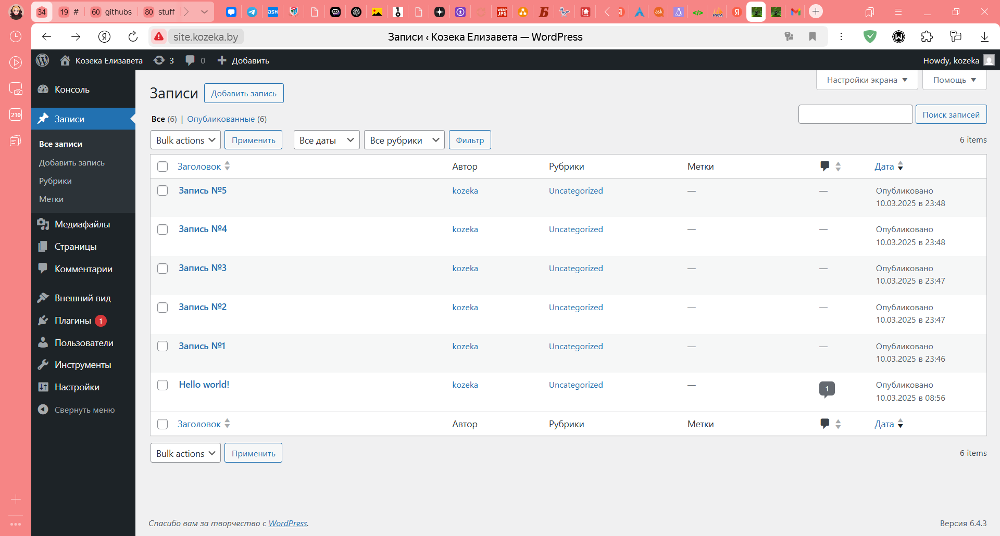 34 19 # 60 githubs 80 stuff
DSM WEBP JPG Б ask </> PMA Я
Я site.kozeka.by Записи ‹ Козека Елизавета — WordPress
210
Козека Елизавета 3 0 Добавить Howdy, kozeka
Консоль
Записи
Все записи
Добавить запись
Рубрики
Метки
Медиафайлы
Страницы
Комментарии
Внешний вид
Плагины 1
Пользователи
Инструменты
Настройки
Свернуть меню
Настройки экрана Помощь
Записи Добавить запись
Все (6) | Опубликованные (6)
Поиск записей
Bulk actions Применить Все даты Все рубрики Фильтр 6 items
Заголовок Автор Рубрики Метки Дата
Запись №5 kozeka Uncategorized — — Опубликовано
10.03.2025 в 23:48
Запись №4 kozeka Uncategorized — — Опубликовано
10.03.2025 в 23:48
Запись №3 kozeka Uncategorized — — Опубликовано
10.03.2025 в 23:47
Запись №2 kozeka Uncategorized — — Опубликовано
10.03.2025 в 23:47
Запись №1 kozeka Uncategorized — — Опубликовано
10.03.2025 в 23:46
Hello world! kozeka Uncategorized — 1 Опубликовано
10.03.2025 в 08:56
Заголовок Автор Рубрики Метки Дата
Bulk actions Применить 6 items
Спасибо вам за творчество с WordPress. Версия 6.4.3